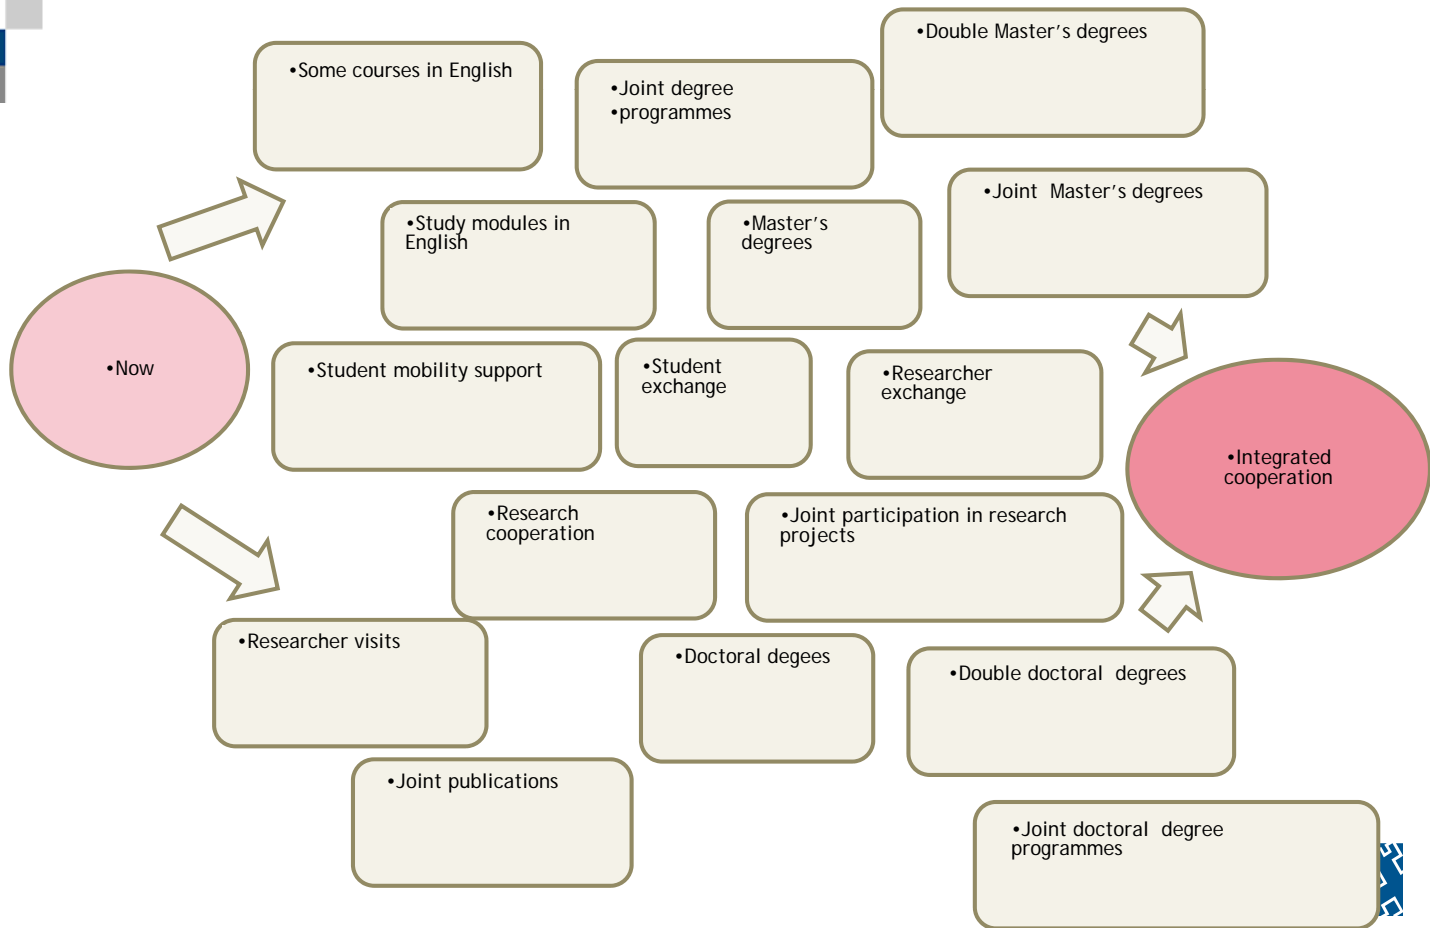 •Double Master's degrees
•Some courses in English
•Joint degree
•programmes
•Joint  Master's degrees
•Study modules in
English
•Master's
degrees
•Now
•Student mobility support
•Student
exchange
•Researcher
exchange
•Integrated
cooperation
•Research
cooperation
•Joint participation in research
projects
•Researcher visits
•Doctoral degees
•Double doctoral  degrees
•Joint publications
•Joint doctoral  degree
programmes